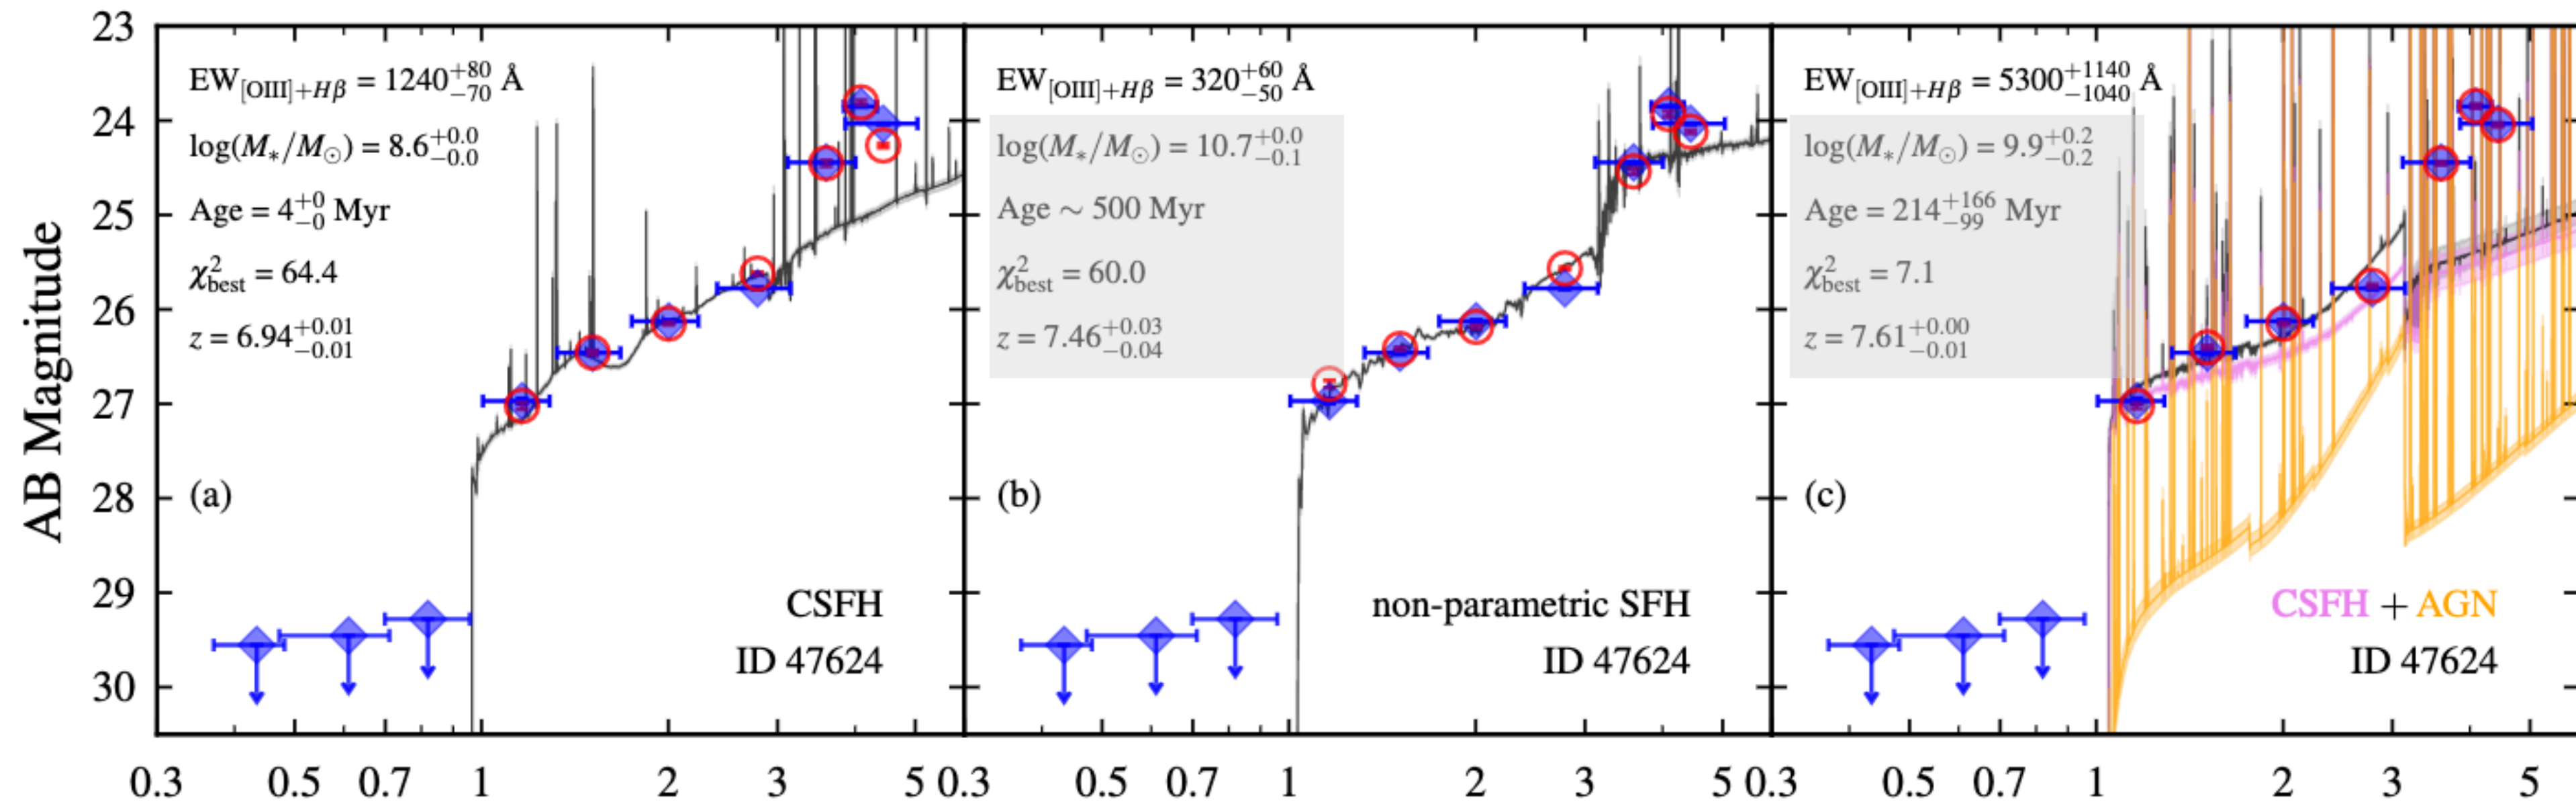 AB Magnitude
23
24
25
26
27
28
29
30
EW[OIII]+Hβ = 1240 +80 −70 Å
log(M*/M⊙) = 8.6 +0.0 −0.0
Age = 4 +0 −0 Myr
χ² best = 64.4
z = 6.94 +0.01 −0.01
(a)
CSFH
ID 47624
EW[OIII]+Hβ = 320 +60 −50 Å
log(M*/M⊙) = 10.7 +0.0 −0.1
Age ∼ 500 Myr
χ² best = 60.0
z = 7.46 +0.03 −0.04
(b)
non-parametric SFH
ID 47624
EW[OIII]+Hβ = 5300 +1140 −1040 Å
log(M*/M⊙) = 9.9 +0.2 −0.2
Age = 214 +166 −99 Myr
χ² best = 7.1
z = 7.61 +0.00 −0.01
(c)
CSFH + AGN
ID 47624
0.3 0.5 0.7 1 2 3 5 0.3 0.5 0.7 1 2 3 5 0.3 0.5 0.7 1 2 3 5